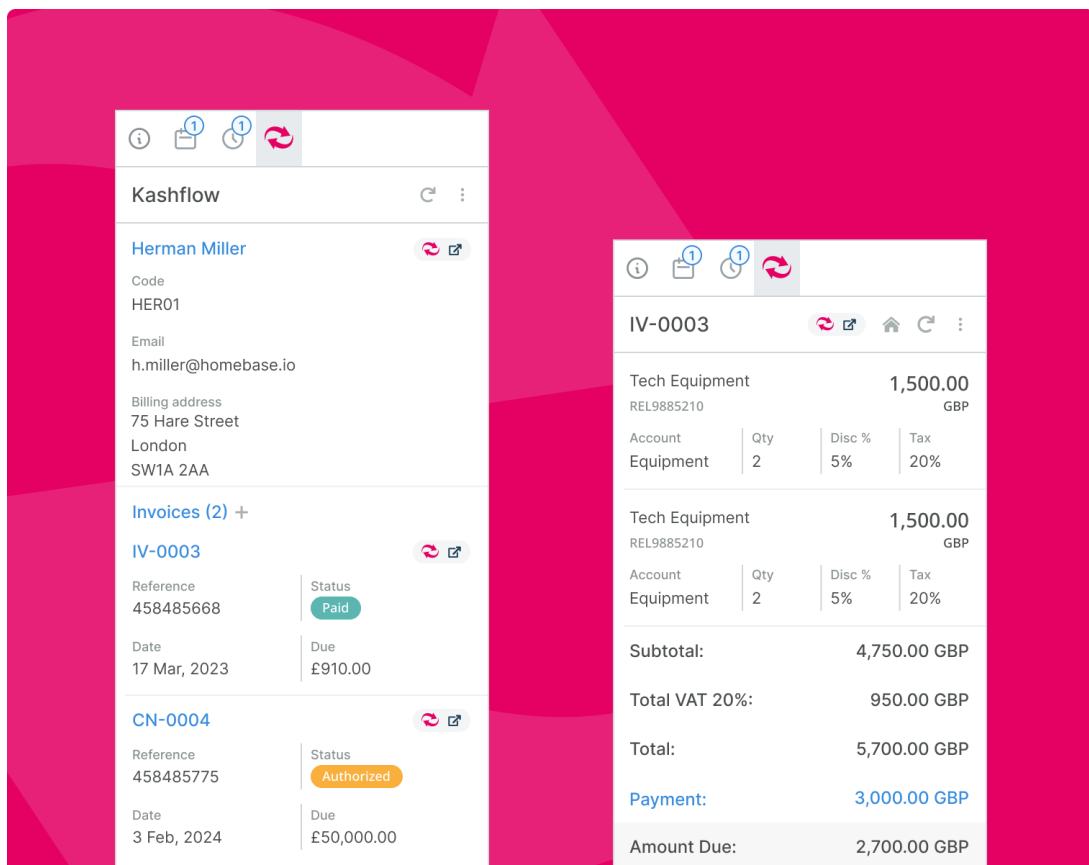 1 1
Kashflow
Herman Miller
Code
HER01
Email
h.miller@homebase.io
Billing address
75 Hare Street
London
SW1A 2AA
Invoices (2) +
IV-0003
Reference Status
458485668 Paid
Date Due
17 Mar, 2023 £910.00
CN-0004
Reference Status
458485775 Authorized
Date Due
3 Feb, 2024 £50,000.00
1 1
IV-0003
Tech Equipment 1,500.00
REL9885210 GBP
Account Qty Disc % Tax
Equipment 2 5% 20%
Tech Equipment 1,500.00
REL9885210 GBP
Account Qty Disc % Tax
Equipment 2 5% 20%
Subtotal: 4,750.00 GBP
Total VAT 20%: 950.00 GBP
Total: 5,700.00 GBP
Payment: 3,000.00 GBP
Amount Due: 2,700.00 GBP